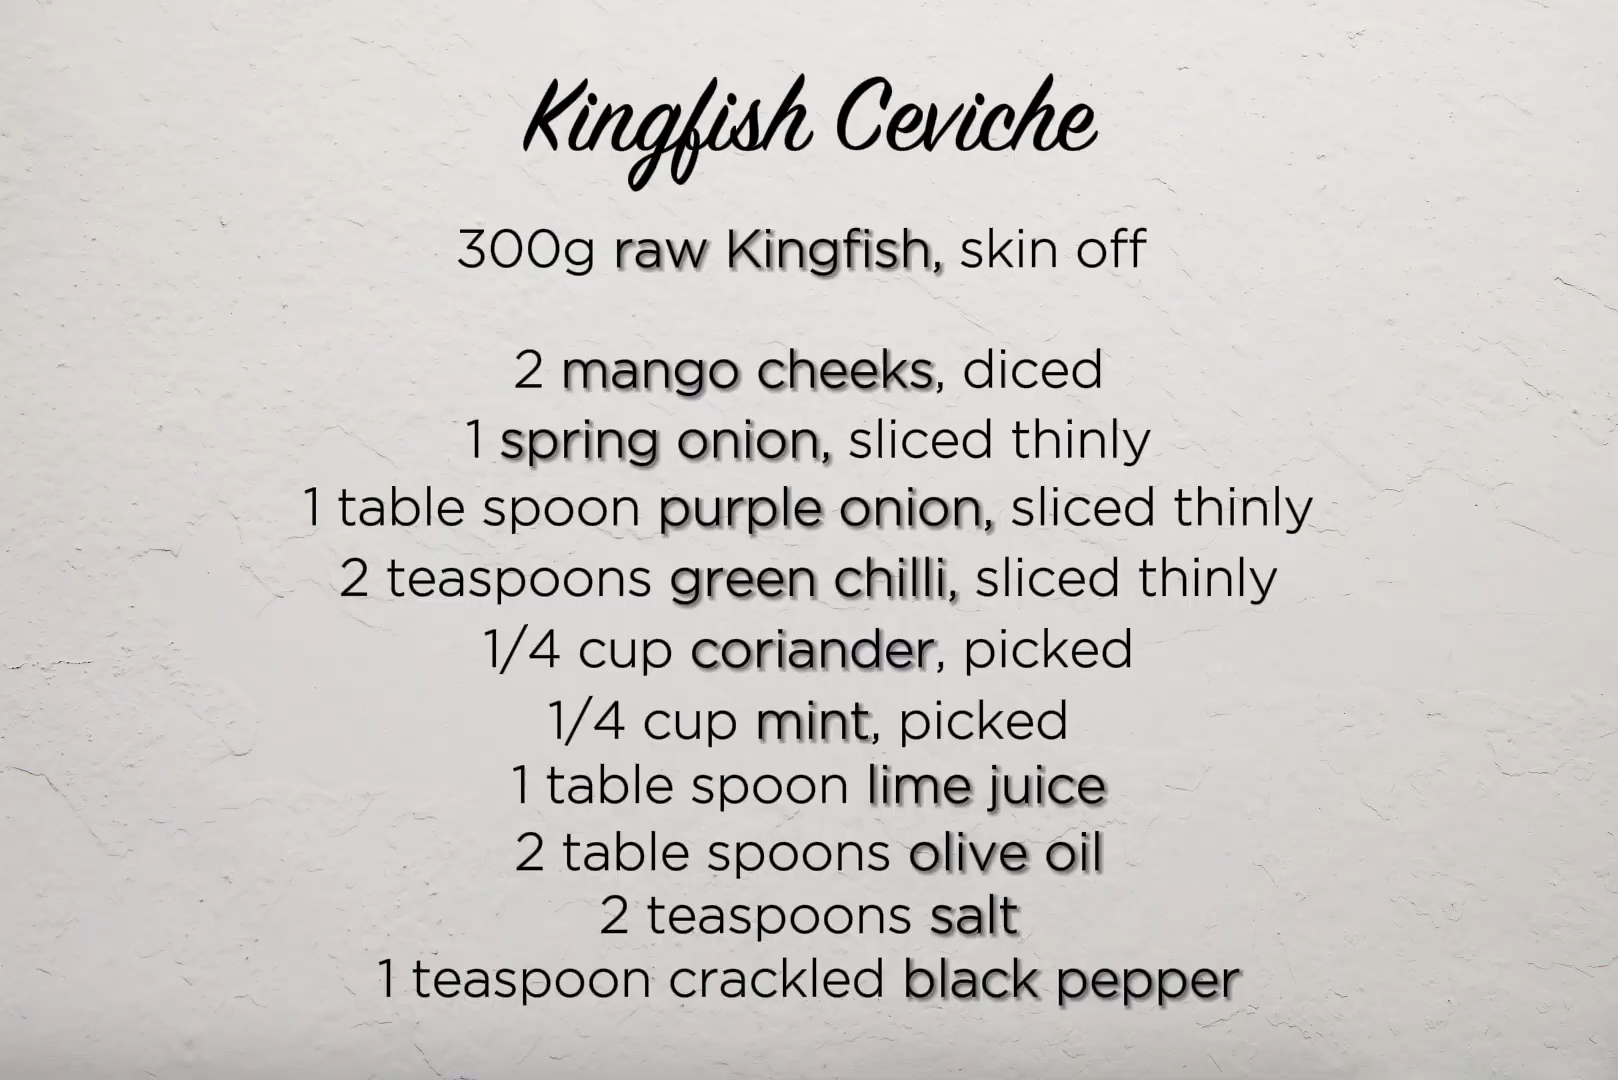 Kingfish Ceviche
300g raw Kingfish, skin off
2 mango cheeks, diced
1 spring onion, sliced thinly
1 table spoon purple onion, sliced thinly
2 teaspoons green chilli, sliced thinly
1/4 cup coriander, picked
1/4 cup mint, picked
1 table spoon lime juice
2 table spoons olive oil
2 teaspoons salt
1 teaspoon crackled black pepper